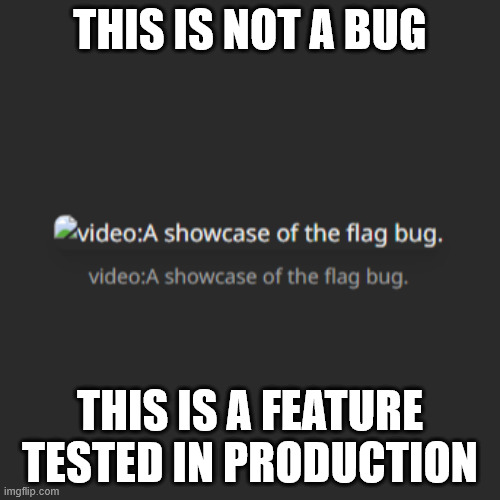 THIS IS NOT A BUG
video:A showcase of the flag bug.
video:A showcase of the flag bug.
THIS IS A FEATURE
TESTED IN PRODUCTION
imgflip.com